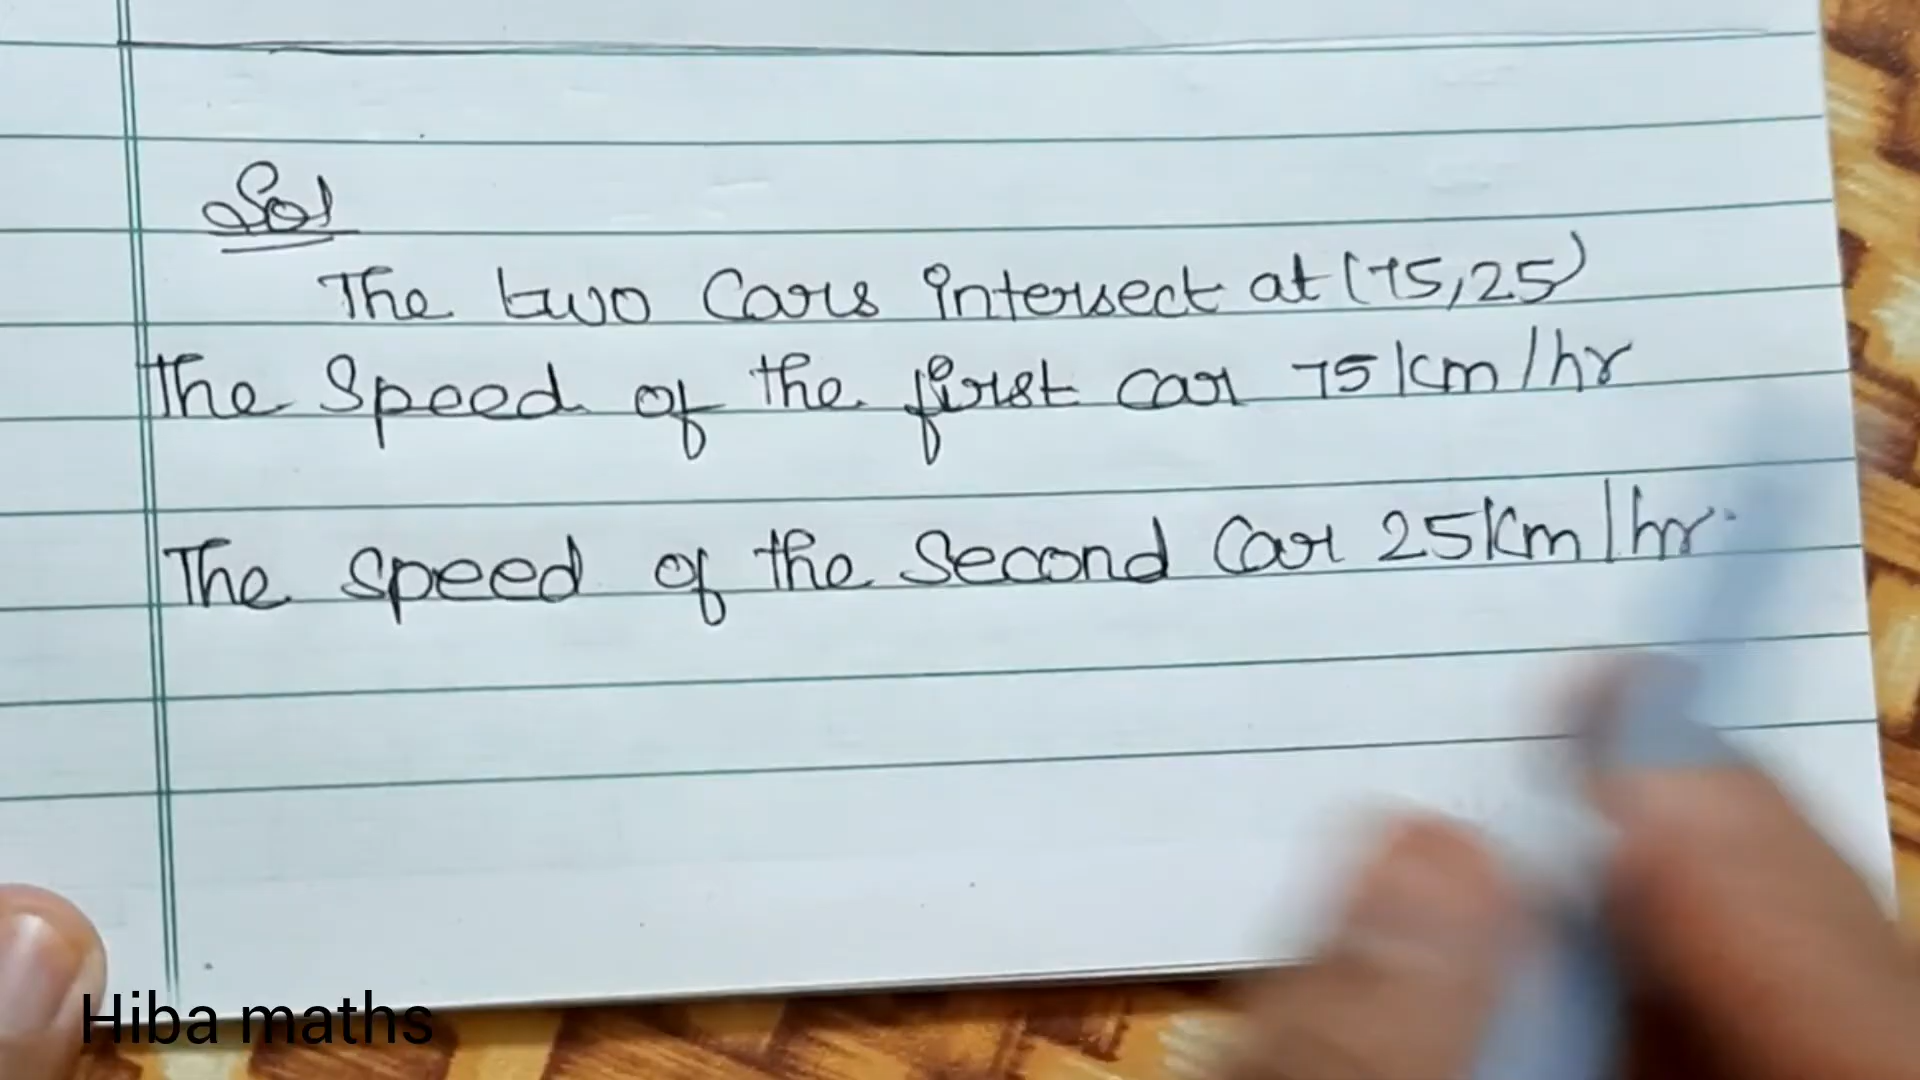 Sol
The two Cars intersect at (75,25)
The Speed of the first car 75 km/hr
The speed of the Second Car 25 km/hr.
Hiba maths